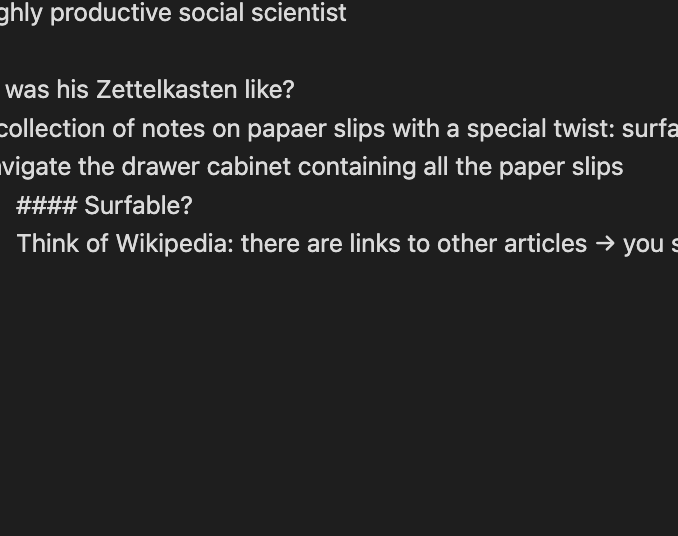 ghly productive social scientist
was his Zettelkasten like?
collection of notes on papaer slips with a special twist: surfa
vigate the drawer cabinet containing all the paper slips
#### Surfable?
Think of Wikipedia: there are links to other articles → you s